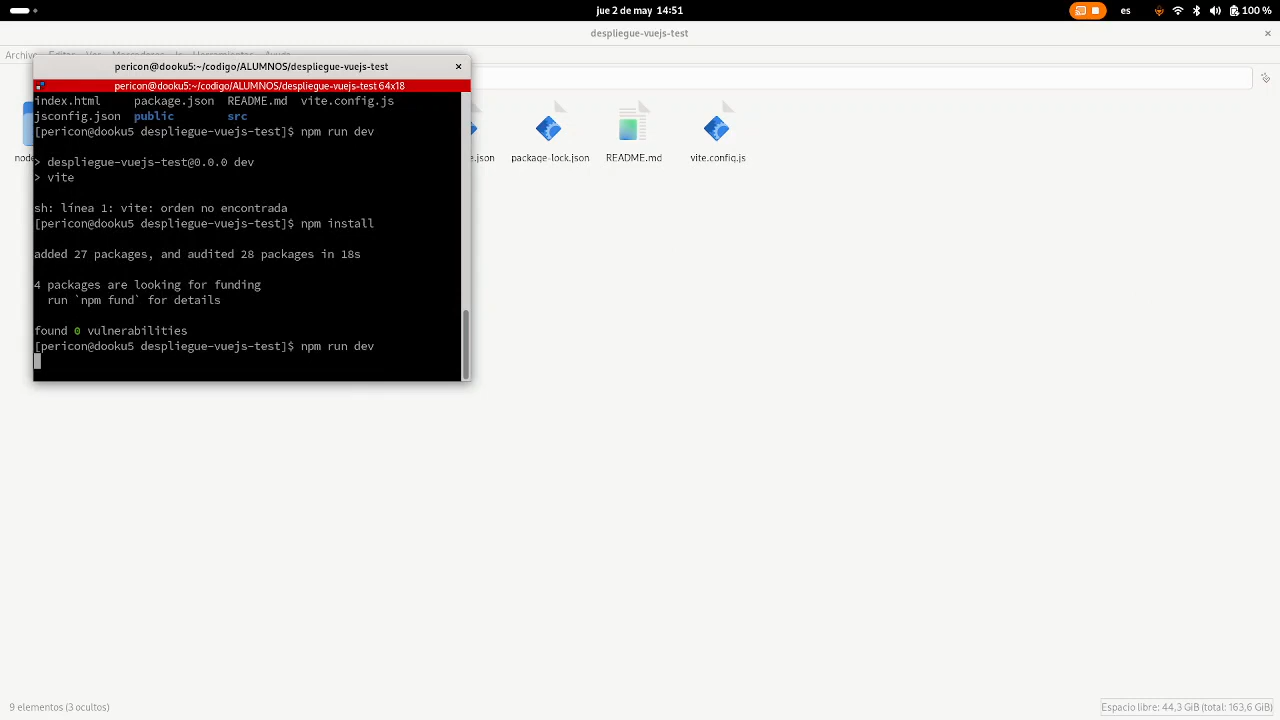 jue 2 de may 14:51
es
100 %
despliegue-vuejs-test
Archivo Editar Ver Marcadores Ir Herramientas Ayuda
pericon@dooku5:~/codigo/ALUMNOS/despliegue-vuejs-test
pericon@dooku5:~/codigo/ALUMNOS/despliegue-vuejs-test 64x18
index.html package.json README.md vite.config.js
jsconfig.json public src
[pericon@dooku5 despliegue-vuejs-test]$ npm run dev
> despliegue-vuejs-test@0.0.0 dev
> vite
sh: línea 1: vite: orden no encontrada
[pericon@dooku5 despliegue-vuejs-test]$ npm install
added 27 packages, and audited 28 packages in 18s
4 packages are looking for funding
run `npm fund` for details
found 0 vulnerabilities
[pericon@dooku5 despliegue-vuejs-test]$ npm run dev
package-lock.json
README.md
vite.config.js
9 elementos (3 ocultos)
Espacio libre: 44,3 GiB (total: 163,6 GiB)